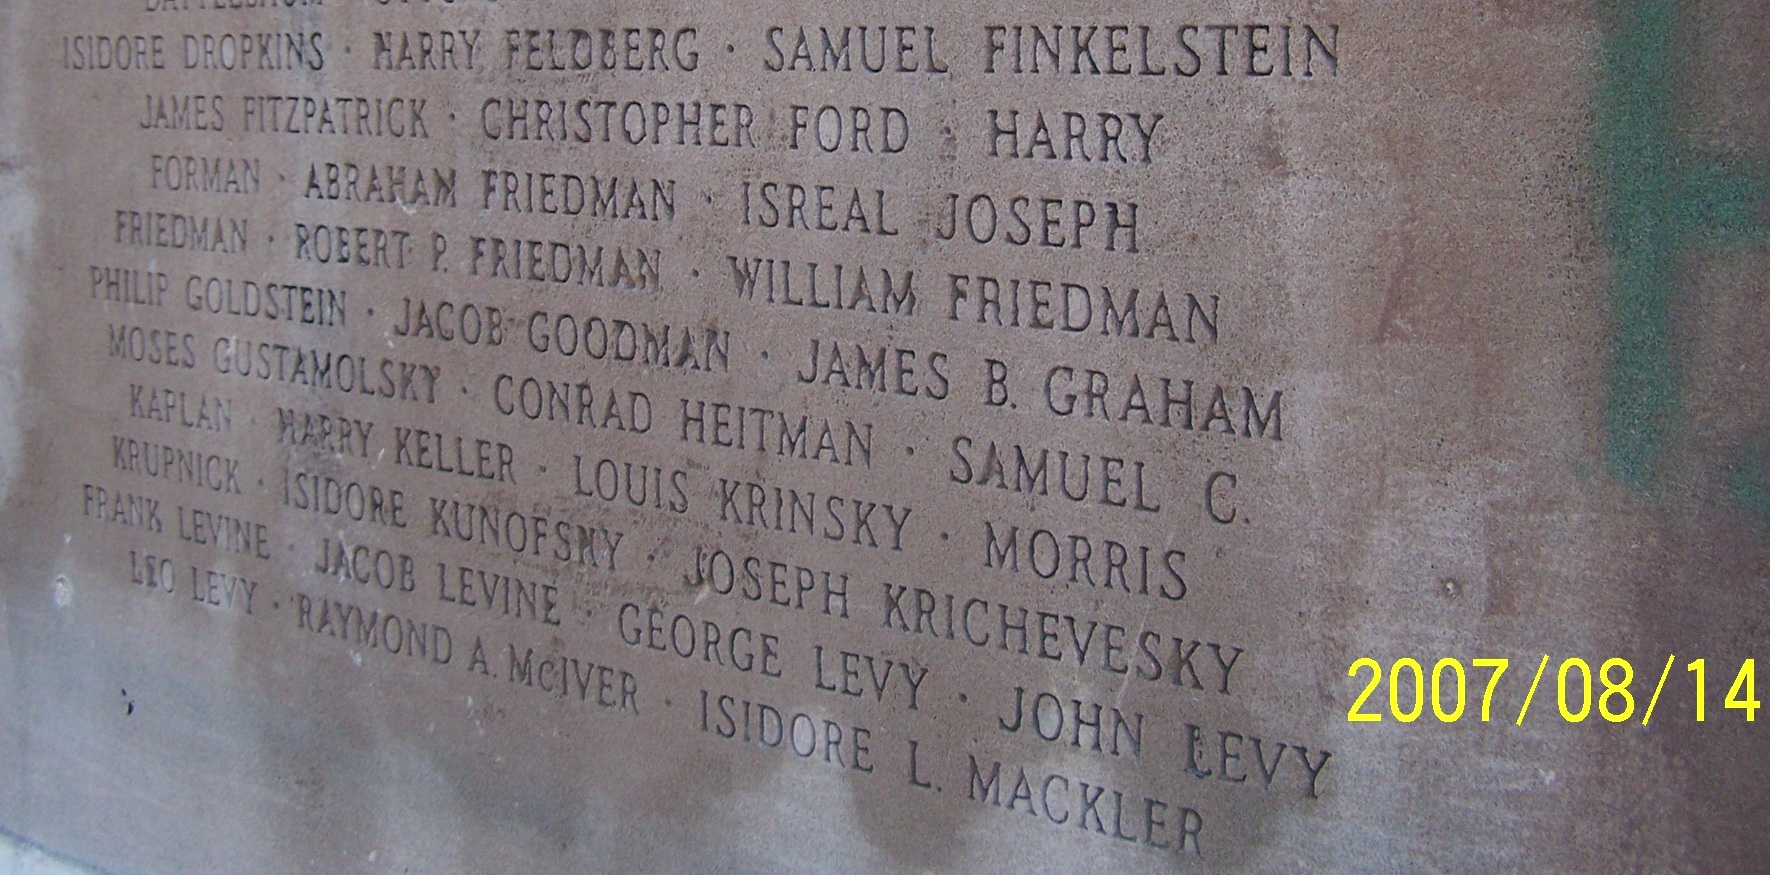 ISIDORE DROPKINS · HARRY FELDBERG · SAMUEL FINKELSTEIN
JAMES FITZPATRICK · CHRISTOPHER FORD · HARRY
FORMAN · ABRAHAM FRIEDMAN · ISREAL JOSEPH
FRIEDMAN · ROBERT P. FRIEDMAN · WILLIAM FRIEDMAN
PHILIP GOLDSTEIN · JACOB GOODMAN · JAMES B. GRAHAM
MOSES GUSTAMOLSKY · CONRAD HEITMAN · SAMUEL C.
KAPLAN · HARRY KELLER · LOUIS KRINSKY · MORRIS
KRUPNICK · ISIDORE KUNOFSKY · JOSEPH KRICHEVESKY
FRANK LEVINE · JACOB LEVINE · GEORGE LEVY · JOHN LEVY
LEO LEVY · RAYMOND A. McIVER · ISIDORE L. MACKLER
2007/08/14